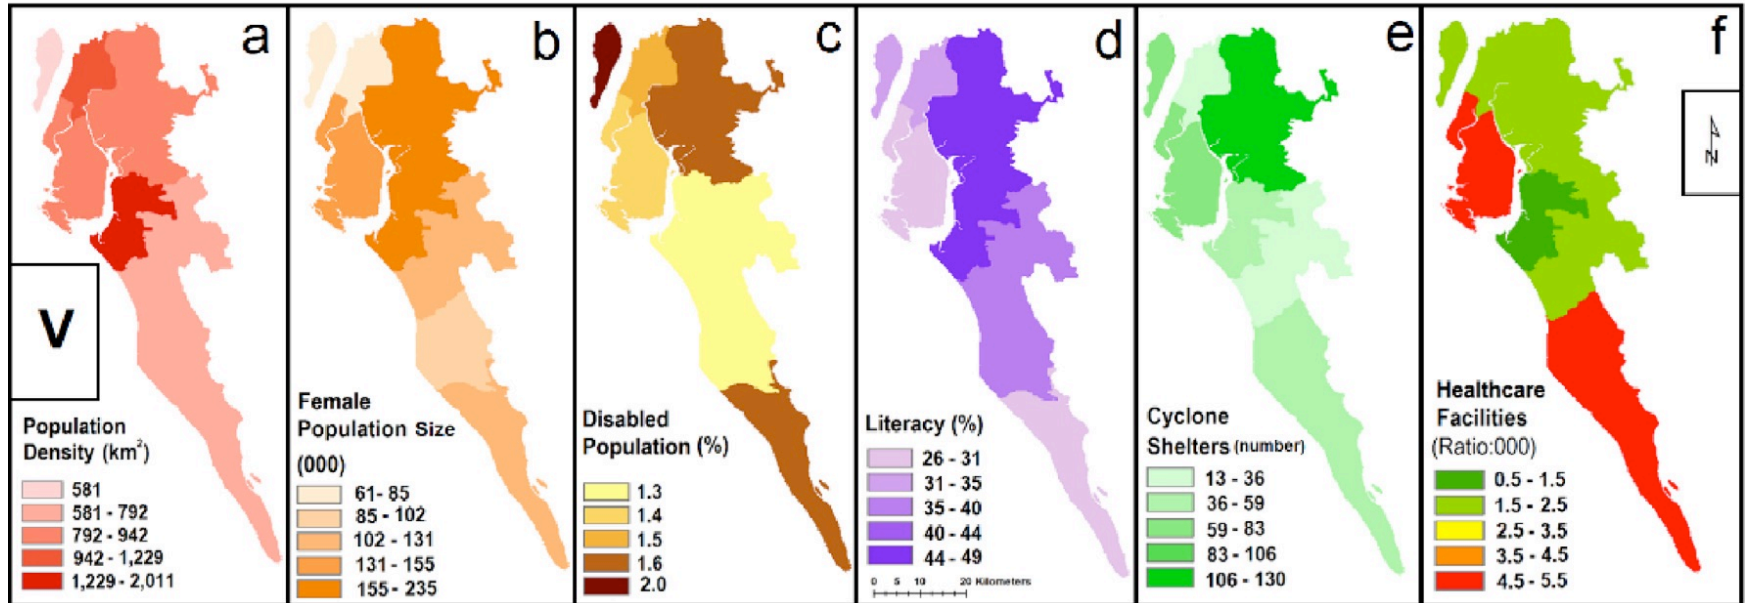 a
V
Population
Density (km²)
581
581 - 792
792 - 942
942 - 1,229
1,229 - 2,011
b
Female
Population Size
(000)
61- 85
85 - 102
102 - 131
131 - 155
155 - 235
c
Disabled
Population (%)
1.3
1.4
1.5
1.6
2.0
d
Literacy (%)
26 - 31
31 - 35
35 - 40
40 - 44
44 - 49
0 5 10 20 Kilometers
e
Cyclone
Shelters (number)
13 - 36
36 - 59
59 - 83
83 - 106
106 - 130
f
N
Healthcare
Facilities
(Ratio:000)
0.5 - 1.5
1.5 - 2.5
2.5 - 3.5
3.5 - 4.5
4.5 - 5.5